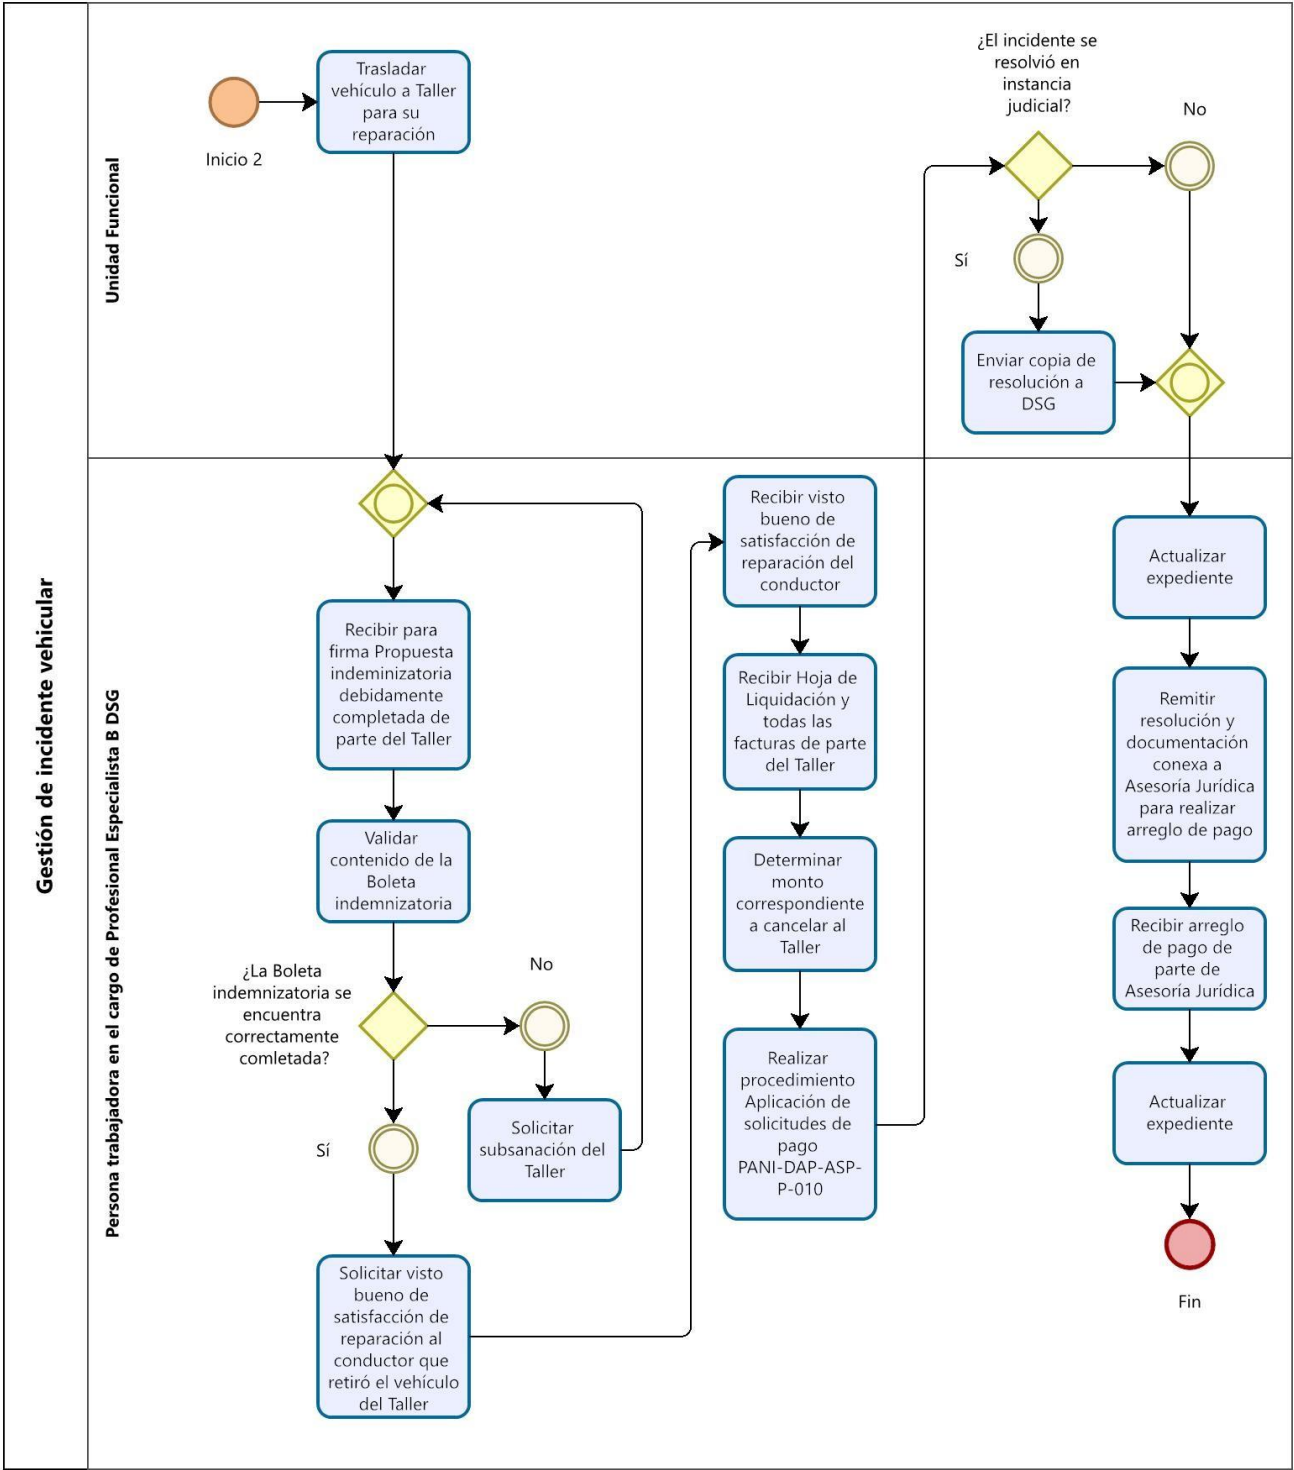 Gestión de incidente vehicular
Unidad Funcional
Inicio 2
Trasladar
vehículo a Taller
para su
reparación
¿El incidente se
resolvió en
instancia
judicial?
No
Sí
Enviar copia de
resolución a
DSG
Persona trabajadora en el cargo de Profesional Especialista B DSG
Recibir para
firma Propuesta
indeminizatoria
debidamente
completada de
parte del Taller
Validar
contenido de la
Boleta
indemnizatoria
¿La Boleta
indemnizatoria se
encuentra
correctamente
comletada?
No
Sí
Solicitar
subsanación del
Taller
Solicitar visto
bueno de
satisfacción de
reparación al
conductor que
retiró el vehículo
del Taller
Recibir visto
bueno de
satisfacción de
reparación del
conductor
Recibir Hoja de
Liquidación y
todas las
facturas de parte
del Taller
Determinar
monto
correspondiente
a cancelar al
Taller
Realizar
procedimiento
Aplicación de
solicitudes de
pago
PANI-DAP-ASP-
P-010
Actualizar
expediente
Remitir
resolución y
documentación
conexa a
Asesoría Jurídica
para realizar
arreglo de pago
Recibir arreglo
de pago de
parte de
Asesoría Jurídica
Actualizar
expediente
Fin